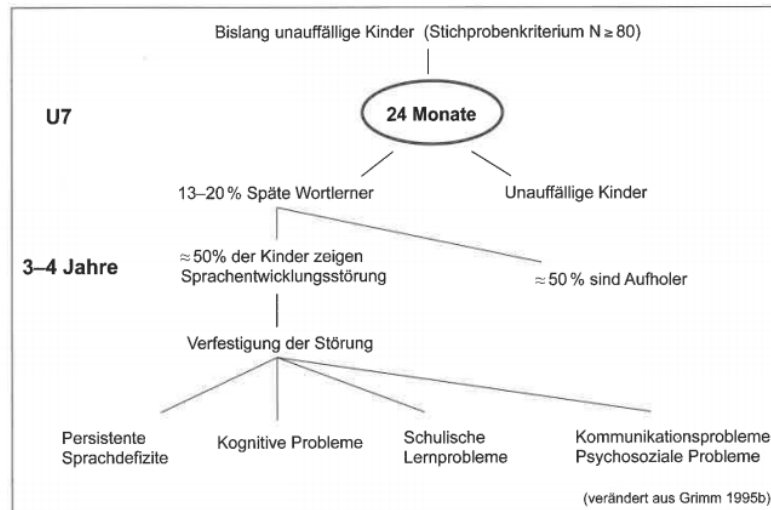 Bislang unauffällige Kinder (Stichprobenkriterium N ≥ 80)
U7
24 Monate
13–20 % Späte Wortlerner
Unauffällige Kinder
3–4 Jahre
≈50% der Kinder zeigen
Sprachentwicklungsstörung
≈50 % sind Aufholer
Verfestigung der Störung
Persistente
Sprachdefizite
Kognitive Probleme
Schulische
Lernprobleme
Kommunikationsprobleme
Psychosoziale Probleme
(verändert aus Grimm 1995b)